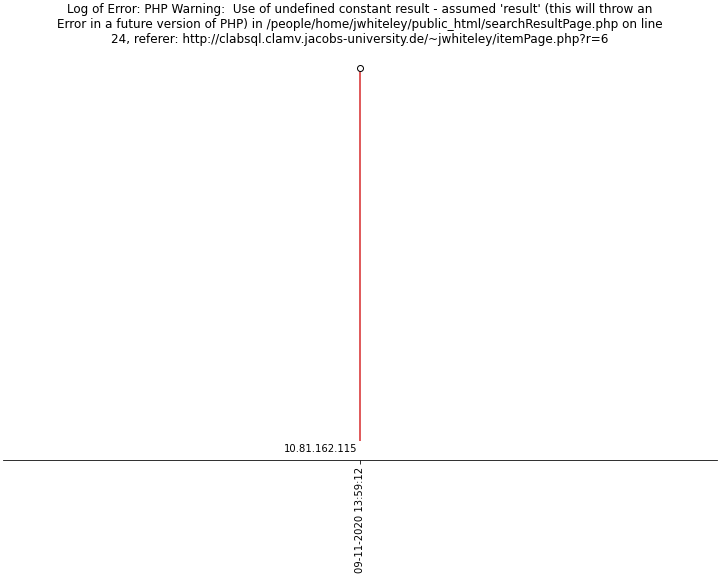 Log of Error: PHP Warning:  Use of undefined constant result - assumed 'result' (this will throw an
Error in a future version of PHP) in /people/home/jwhiteley/public_html/searchResultPage.php on line
24, referer: http://clabsql.clamv.jacobs-university.de/~jwhiteley/itemPage.php?r=6
10.81.162.115
09-11-2020 13:59:12